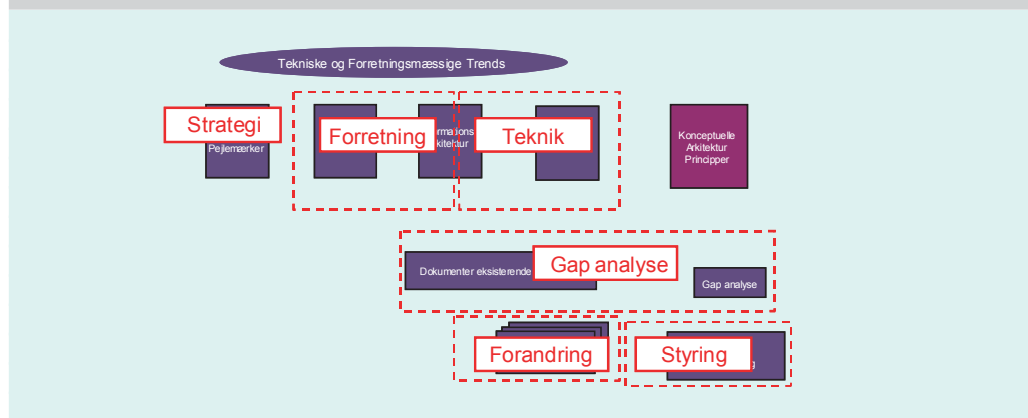 Tekniske og Forretningsmæssige Trends
Strategi
Pejlemærker
Forretning
Teknik
Konceptuelle
Arkitektur
Principper
Dokumenter eksisterende
Gap analyse
Gap analyse
Forandring
Styring